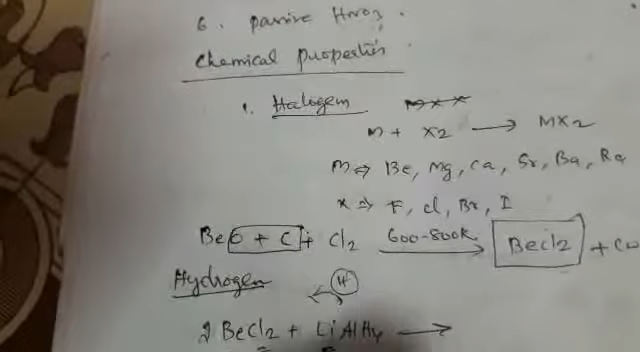 6. passive HNO3.
Chemical Properties
1. Halogen
M + X2 → MX2
M ⇒ Be, Mg, Ca, Sr, Ba, Ra
X ⇒ F, Cl, Br, I
BeO + C + Cl2 600-800K → BeCl2 + CO
Hydrogen H
2 BeCl2 + LiAlH4 →